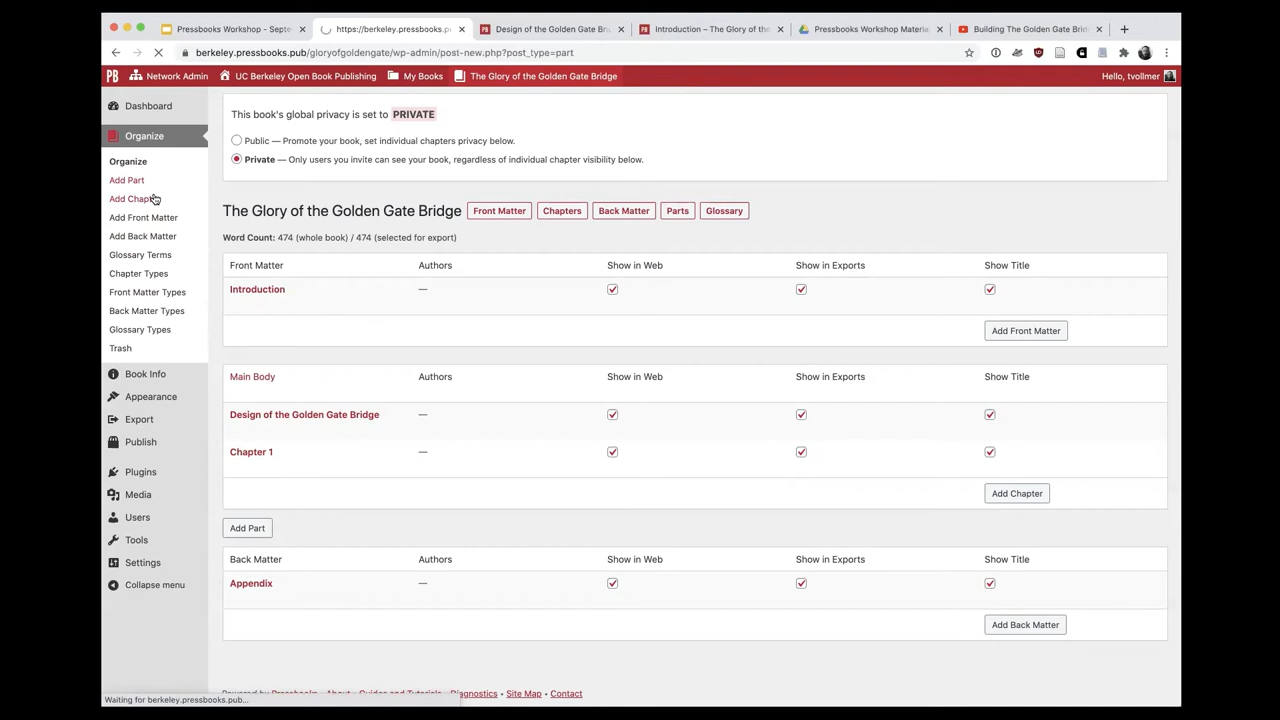 Pressbooks Workshop - Septe
https://berkeley.pressbooks.pub/
Design of the Golden Gate Bri
Introduction – The Glory of the
Pressbooks Workshop Materia
Building The Golden Gate Brid
berkeley.pressbooks.pub/gloryofgoldengate/wp-admin/post-new.php?post_type=part
Network Admin
UC Berkeley Open Book Publishing
My Books
The Glory of the Golden Gate Bridge
Hello, tvollmer
Dashboard
Organize
Organize
Add Part
Add Chapter
Add Front Matter
Add Back Matter
Glossary Terms
Chapter Types
Front Matter Types
Back Matter Types
Glossary Types
Trash
Book Info
Appearance
Export
Publish
Plugins
Media
Users
Tools
Settings
Collapse menu
This book's global privacy is set to PRIVATE
Public — Promote your book, set individual chapters privacy below.
Private — Only users you invite can see your book, regardless of individual chapter visibility below.
The Glory of the Golden Gate Bridge Front Matter Chapters Back Matter Parts Glossary
Word Count: 474 (whole book) / 474 (selected for export)
Front Matter Authors Show in Web Show in Exports Show Title
Introduction —
Add Front Matter
Main Body Authors Show in Web Show in Exports Show Title
Design of the Golden Gate Bridge —
Chapter 1 —
Add Chapter
Add Part
Back Matter Authors Show in Web Show in Exports Show Title
Appendix —
Add Back Matter
Powered by Pressbooks About Guides and Tutorials Diagnostics | Site Map | Contact
Waiting for berkeley.pressbooks.pub...